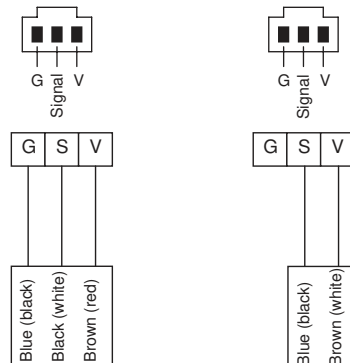 G Signal V
G S V
Blue (black)
Black (white)
Brown (red)
G Signal V
G S V
Blue (black)
Brown (white)